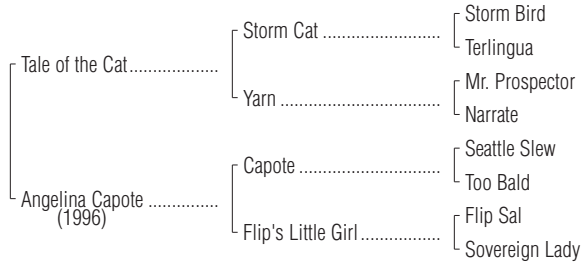 Storm Bird
Storm Cat ......................
Terlingua
Tale of the Cat.................
Mr. Prospector
Yarn ..............................
Narrate
Seattle Slew
Capote ..........................
Too Bald
Angelina Capote .............
(1996)
Flip Sal
Flip's Little Girl ...............
Sovereign Lady